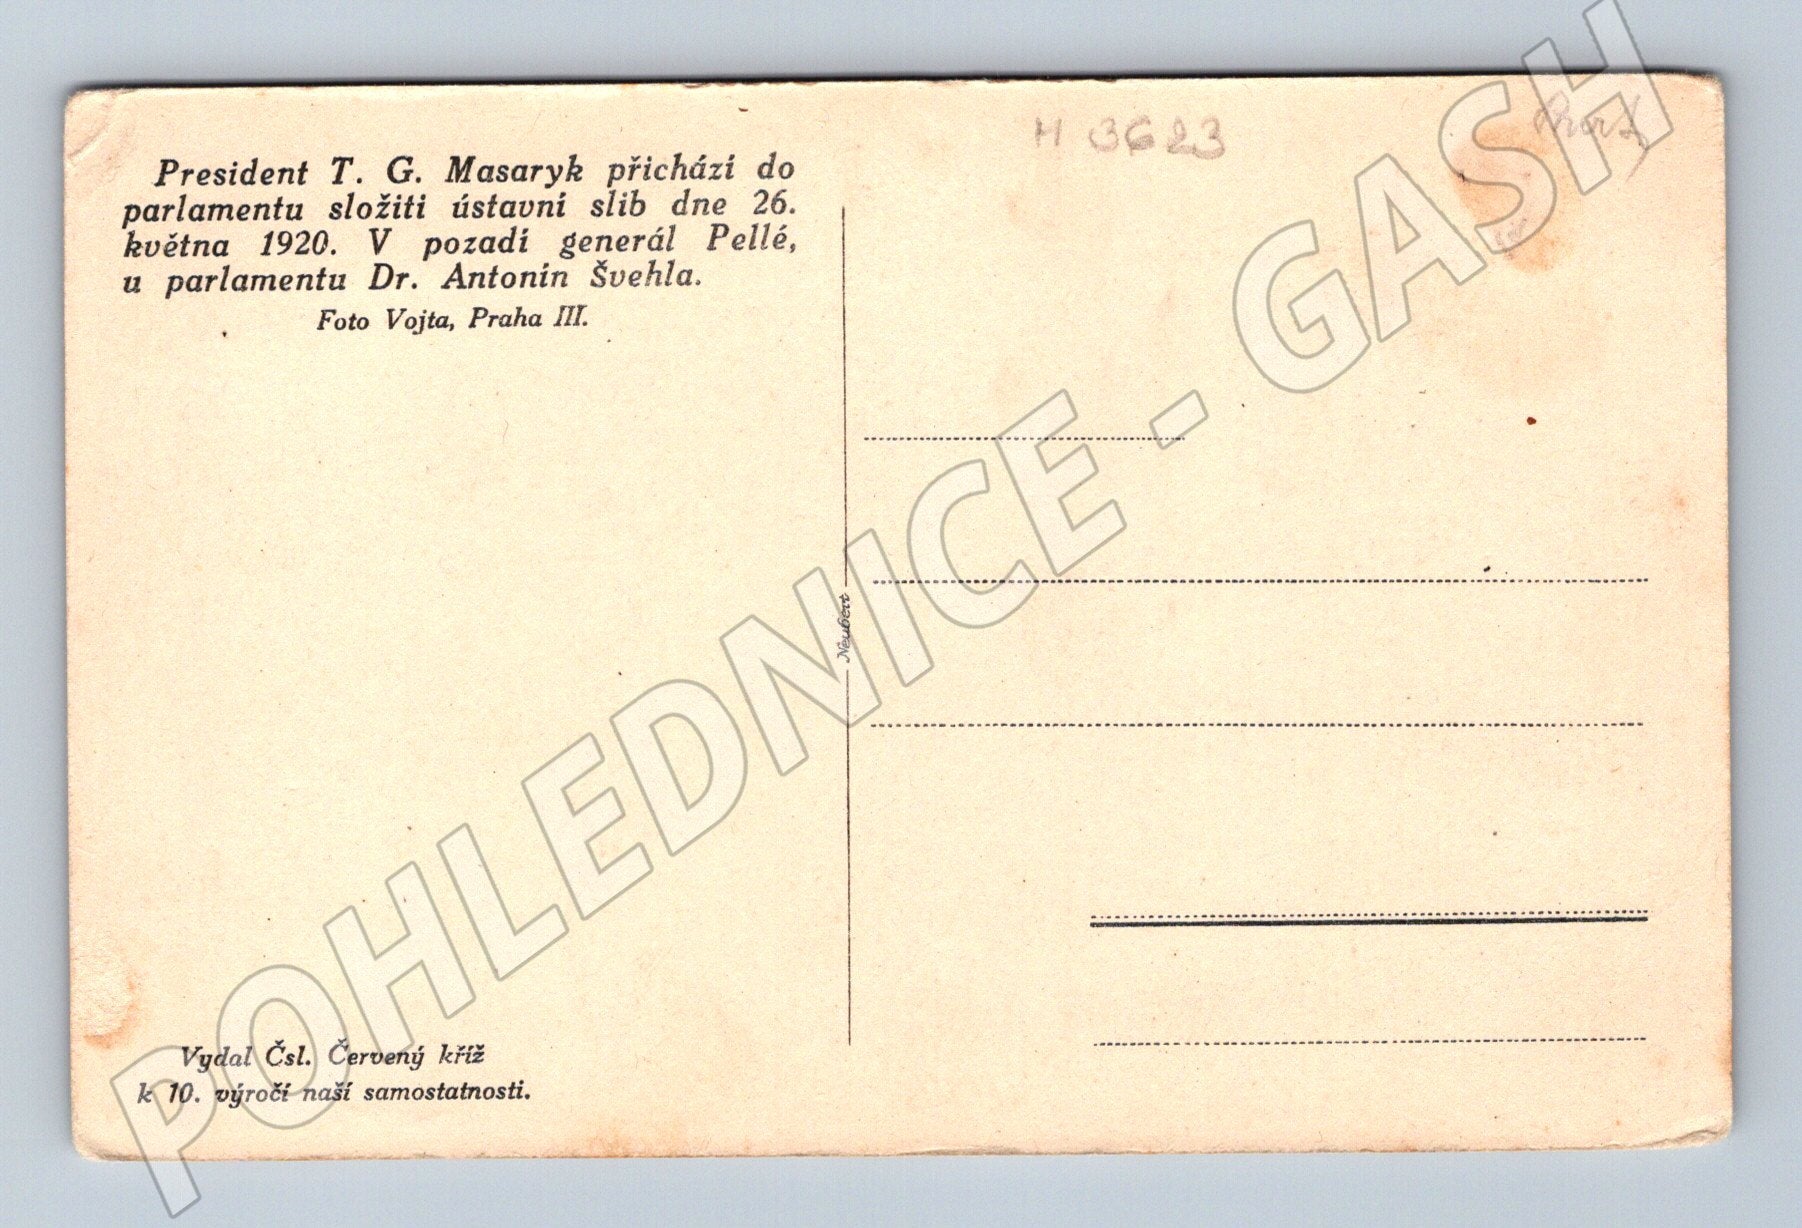 H 3623
President T. G. Masaryk přichází do
parlamentu složiti ústavní slib dne 26.
května 1920. V pozadí generál Pellé,
u parlamentu Dr. Antonín Švehla.
Foto Vojta, Praha III.
Neubert
Vydal Čsl. Červený kříž
k 10. výročí naší samostatnosti.
POHLEDNICE - GASH